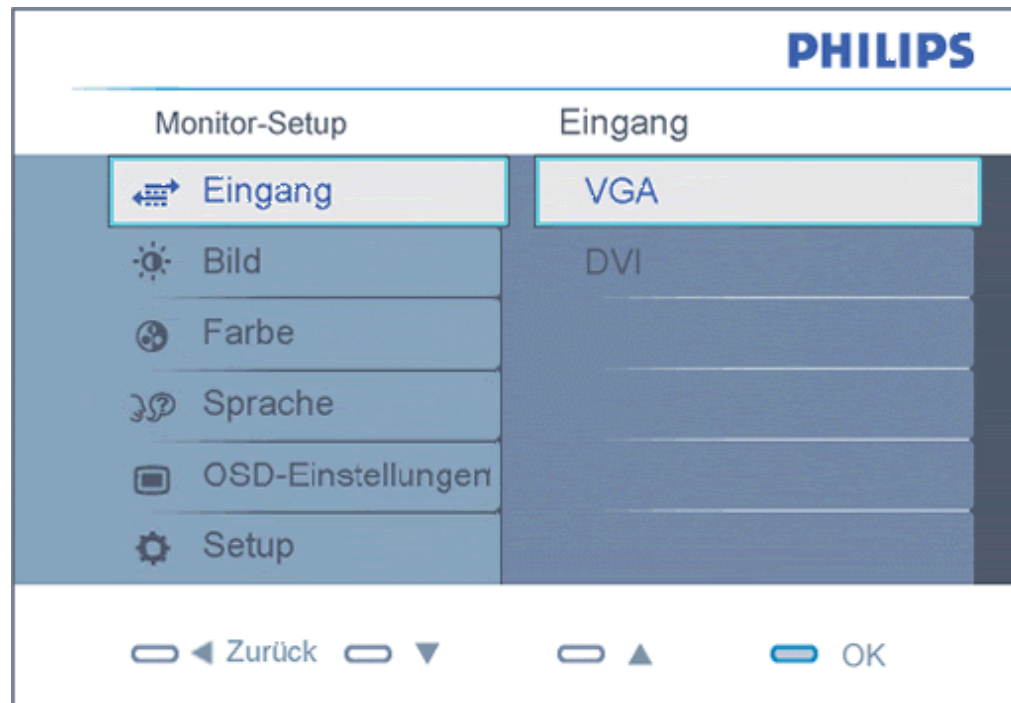 PHILIPS
Monitor-Setup Eingang
Eingang VGA
Bild DVI
Farbe
Sprache
OSD-Einstellungen
Setup
Zurück OK